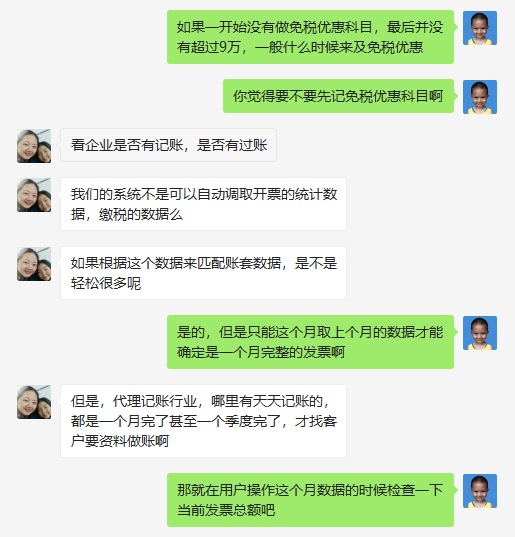 如果一开始没有做免税优惠科目，最后并没
有超过9万，一般什么时候来及免税优惠
你觉得要不要先记免税优惠科目啊
看企业是否有记账，是否有过账
我们的系统不是可以自动调取开票的统计数
据，缴税的数据么
如果根据这个数据来匹配账套数据，是不是
轻松很多呢
是的，但是只能这个月取上个月的数据才能
确定是一个月完整的发票啊
但是，代理记账行业，哪里有天天记账的，
都是一个月完了甚至一个季度完了，才找客
户要资料做账啊
那就在用户操作这个月数据的时候检查一下
当前发票总额吧